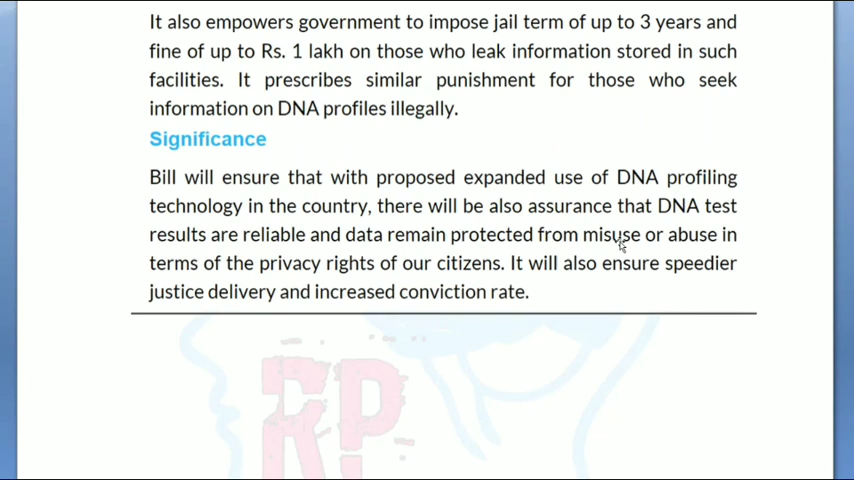 It also empowers government to impose jail term of up to 3 years and
fine of up to Rs. 1 lakh on those who leak information stored in such
facilities. It prescribes similar punishment for those who seek
information on DNA profiles illegally.
Significance
Bill will ensure that with proposed expanded use of DNA profiling
technology in the country, there will be also assurance that DNA test
results are reliable and data remain protected from misuse or abuse in
terms of the privacy rights of our citizens. It will also ensure speedier
justice delivery and increased conviction rate.
RP